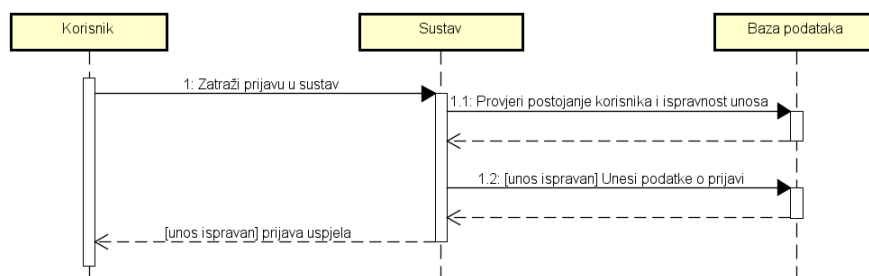 Korisnik
Sustav
Baza podataka
1: Zatraži prijavu u sustav
1.1: Provjeri postojanje korisnika i ispravnost unosa
1.2: [unos ispravan] Unesi podatke o prijavi
[unos ispravan] prijava uspjela